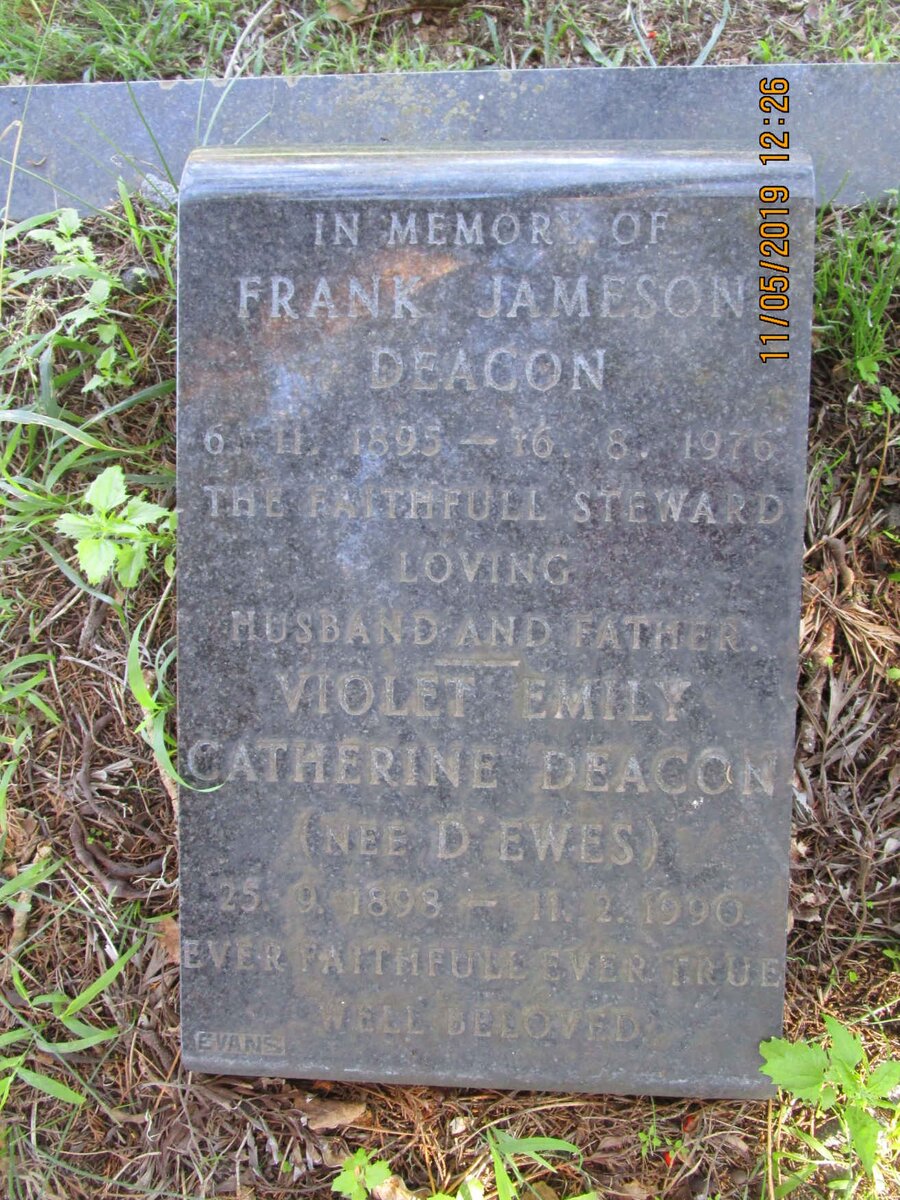 IN MEMORY OF
FRANK JAMESON
DEACON
6. 11. 1895 — 16. 8. 1976
THE FAITHFULL STEWARD
LOVING
HUSBAND AND FATHER.
VIOLET EMILY
CATHERINE DEACON
(NEE D'EWES)
25. 9. 1898 — 11. 2. 1990
EVER FAITHFULL EVER TRUE
WELL BELOVED
EVANS
11/05/2019 12:26